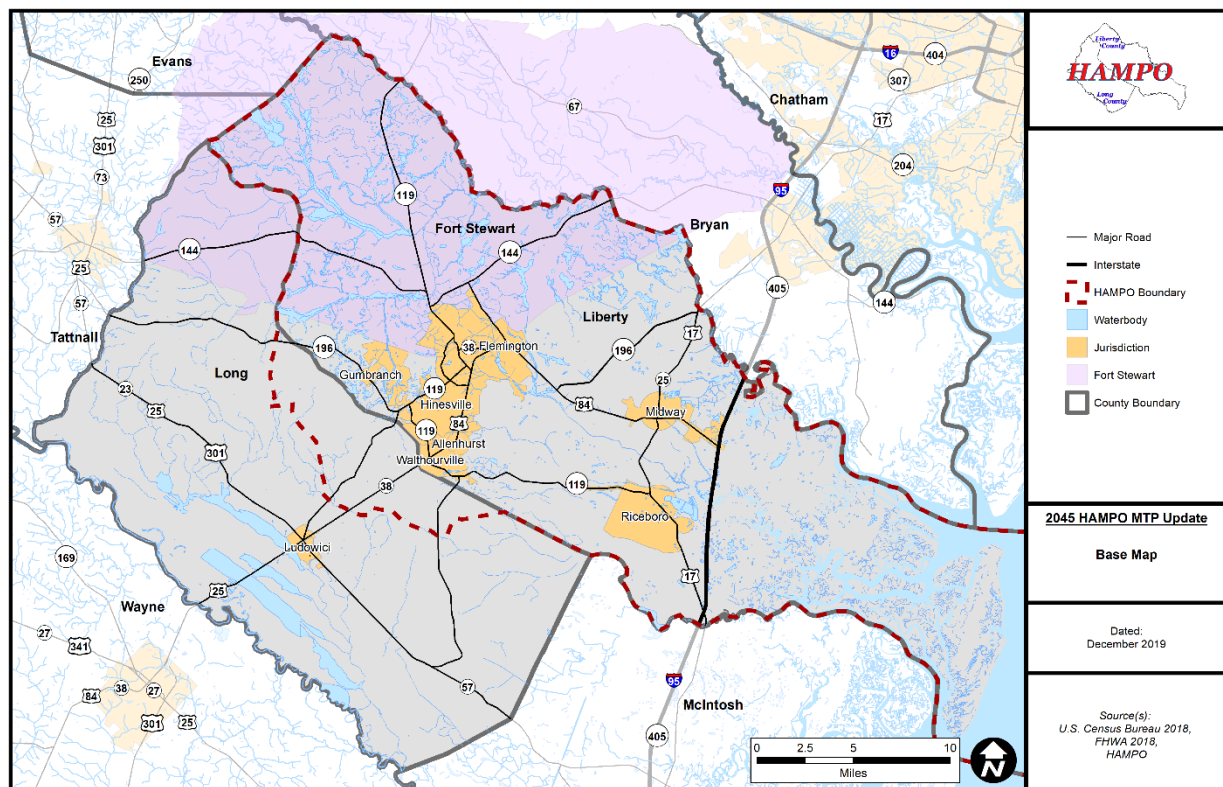 Evans
250
16
404
307
Chatham
67
25
301
17
73
204
119
95
57
Fort Stewart
Bryan
144
144
25
405
144
57
Liberty
17
Tattnall
196
38
Flemington
196
Long
Gumbranch
25
23
119
84
Hinesville
Midway
25
84
119
Allenhurst
301
Walthourville
38
119
Riceboro
Ludowici
169
17
25
Wayne
27
341
57
95
38
84
27
McIntosh
301
25
405
0
2.5
5
10
Miles
N
Liberty
County
HAMPO
Long
County
Major Road
Interstate
HAMPO Boundary
Waterbody
Jurisdiction
Fort Stewart
County Boundary
2045 HAMPO MTP Update
Base Map
Dated:
December 2019
Source(s):
U.S. Census Bureau 2018,
FHWA 2018,
HAMPO